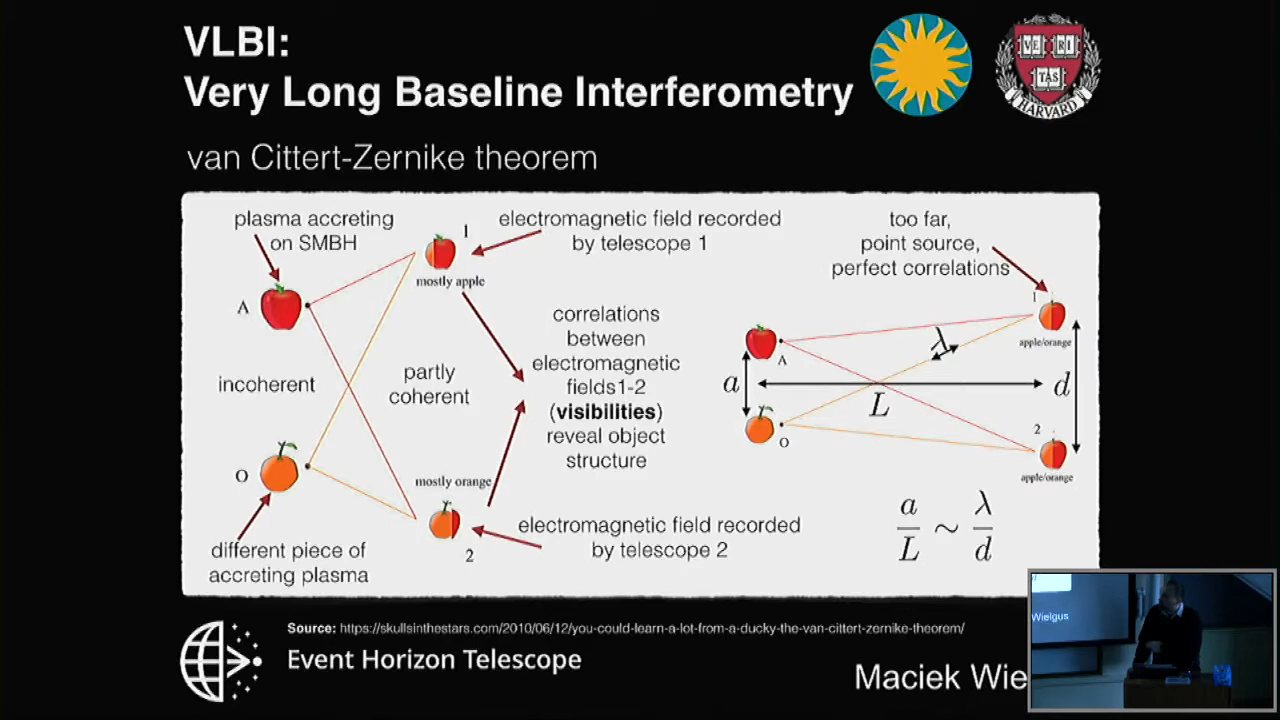 VLBI:
Very Long Baseline Interferometry
VE RI
TAS
HARVARD
van Cittert-Zernike theorem
plasma accreting
on SMBH
1
electromagnetic field recorded
by telescope 1
mostly apple
A
incoherent
partly
coherent
correlations
between
electromagnetic
fields1-2
(visibilities)
reveal object
structure
O
mostly orange
2
electromagnetic field recorded
by telescope 2
different piece of
accreting plasma
too far,
point source,
perfect correlations
1
apple/orange
A
λ
a
L
d
O
2
apple/orange
a/L ~ λ/d
Source: https://skullsinthestars.com/2010/06/12/you-could-learn-a-lot-from-a-ducky-the-van-cittert-zernike-theorem/
Event Horizon Telescope
Maciek Wie
Wielgus